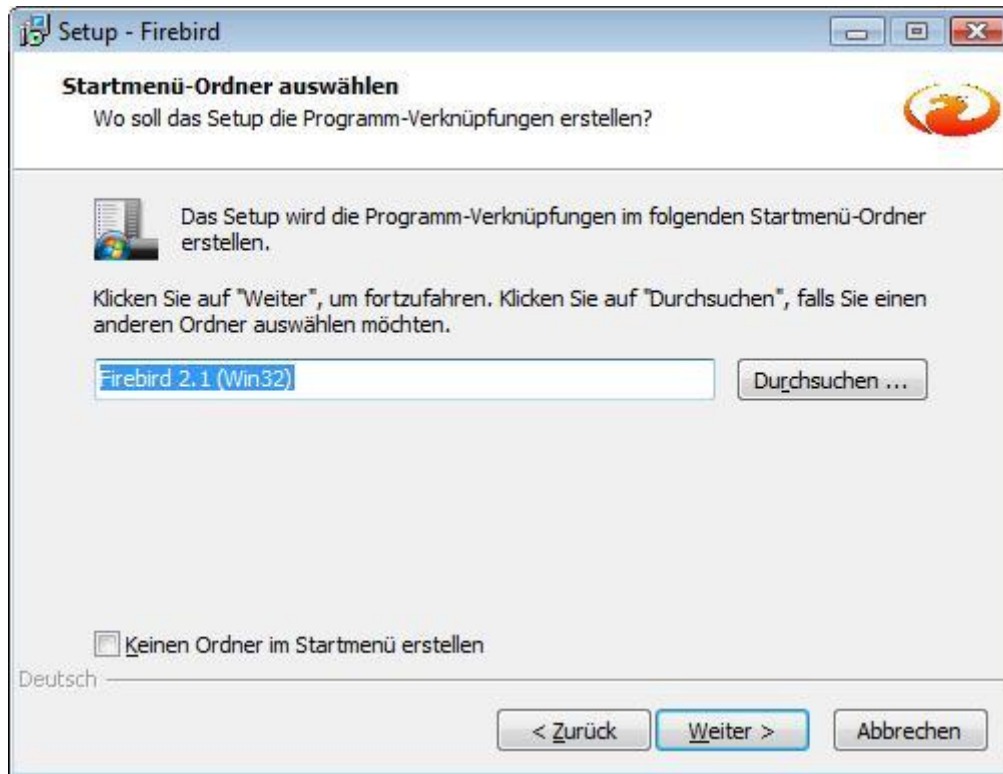 Setup - Firebird
Startmenü-Ordner auswählen
Wo soll das Setup die Programm-Verknüpfungen erstellen?
Das Setup wird die Programm-Verknüpfungen im folgenden Startmenü-Ordner
erstellen.
Klicken Sie auf "Weiter", um fortzufahren. Klicken Sie auf "Durchsuchen", falls Sie einen
anderen Ordner auswählen möchten.
Firebird 2.1 (Win32)
Durchsuchen ...
Keinen Ordner im Startmenü erstellen
Deutsch
< Zurück
Weiter >
Abbrechen